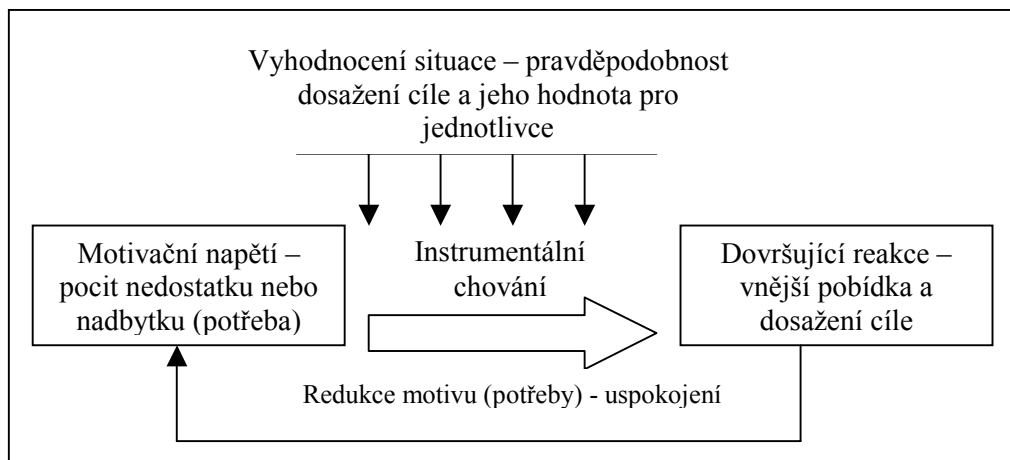 Vyhodnocení situace – pravděpodobnost
dosažení cíle a jeho hodnota pro
jednotlivce
Motivační napětí –
pocit nedostatku nebo
nadbytku (potřeba)
Instrumentální
chování
Dovršující reakce –
vnější pobídka a
dosažení cíle
Redukce motivu (potřeby) - uspokojení